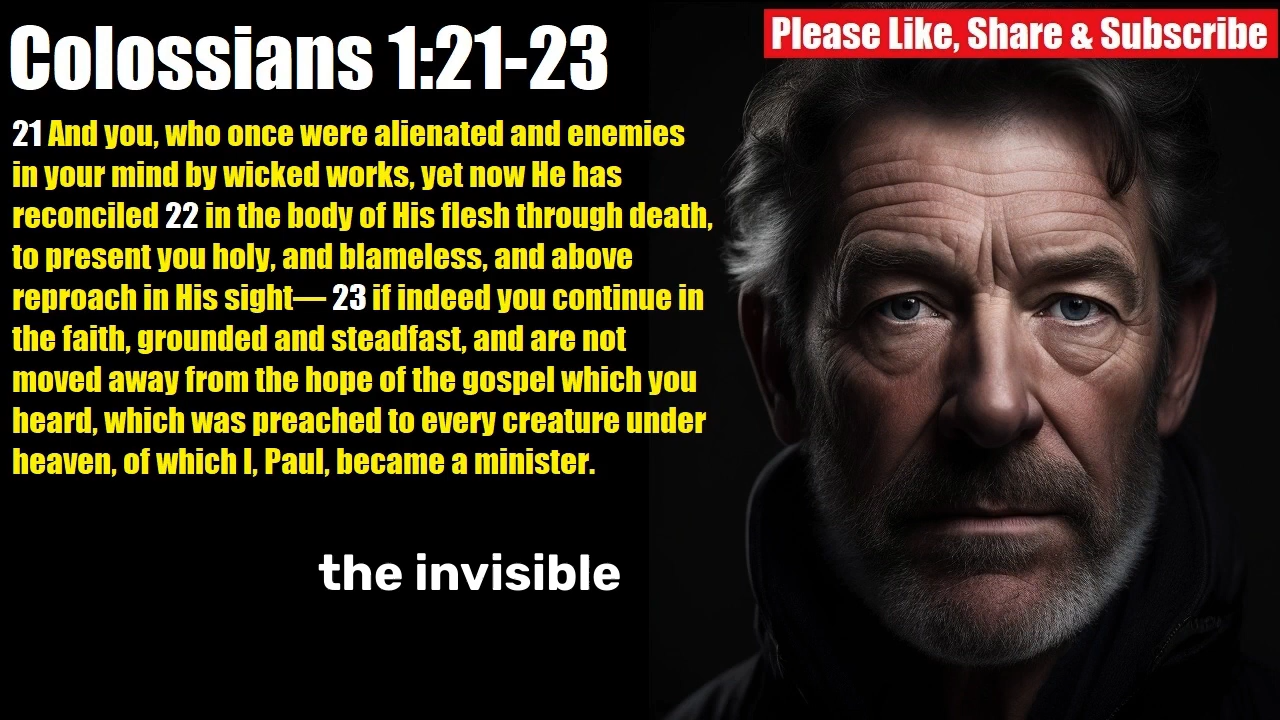 Colossians 1:21-23
Please Like, Share & Subscribe
21 And you, who once were alienated and enemies
in your mind by wicked works, yet now He has
reconciled 22 in the body of His flesh through death,
to present you holy, and blameless, and above
reproach in His sight— 23 if indeed you continue in
the faith, grounded and steadfast, and are not
moved away from the hope of the gospel which you
heard, which was preached to every creature under
heaven, of which I, Paul, became a minister.
the invisible